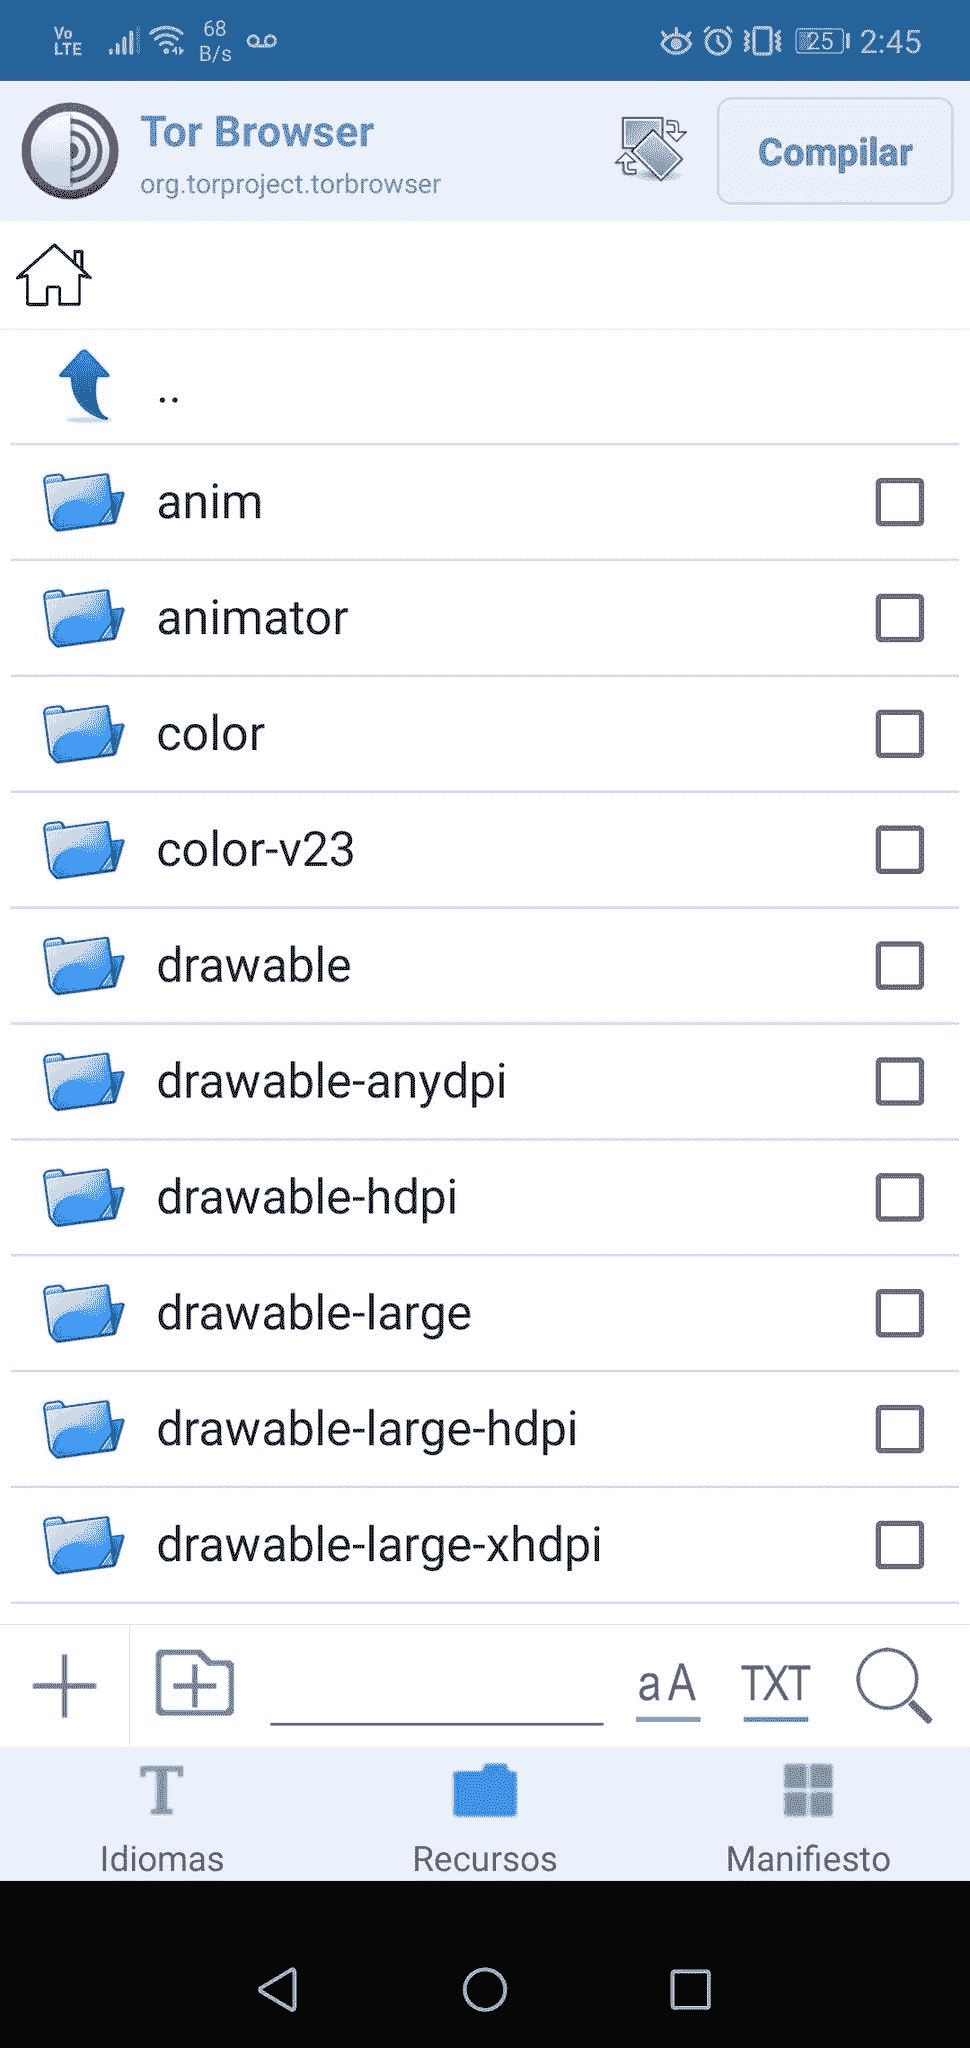 Vo LTE 68 B/s 25 2:45
Tor Browser
org.torproject.torbrowser
Compilar
..
anim
animator
color
color-v23
drawable
drawable-anydpi
drawable-hdpi
drawable-large
drawable-large-hdpi
drawable-large-xhdpi
aA TXT
T
Idiomas Recursos Manifiesto